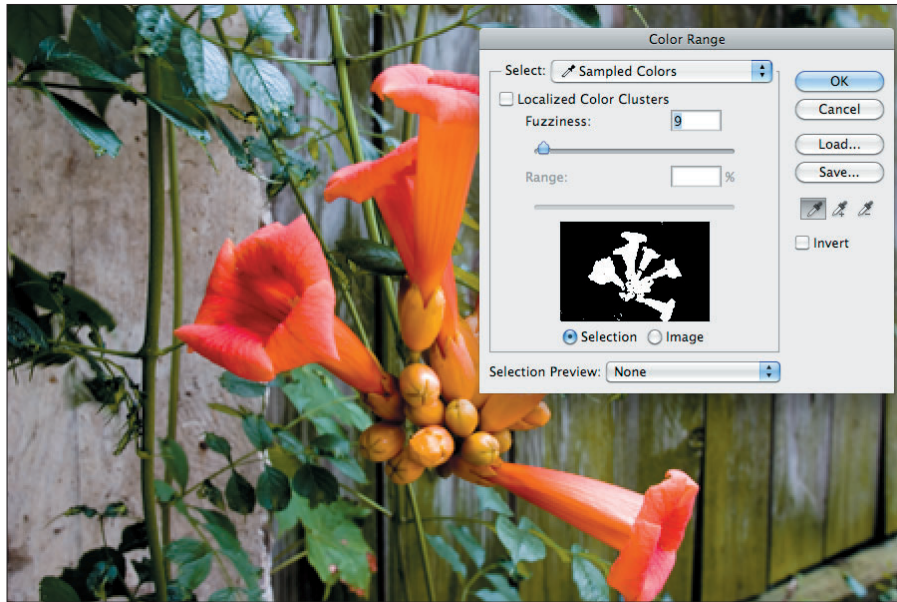 Color Range
Select: Sampled Colors
Localized Color Clusters
Fuzziness: 9
Range: %
Selection Image
Selection Preview: None
OK
Cancel
Load...
Save...
Invert